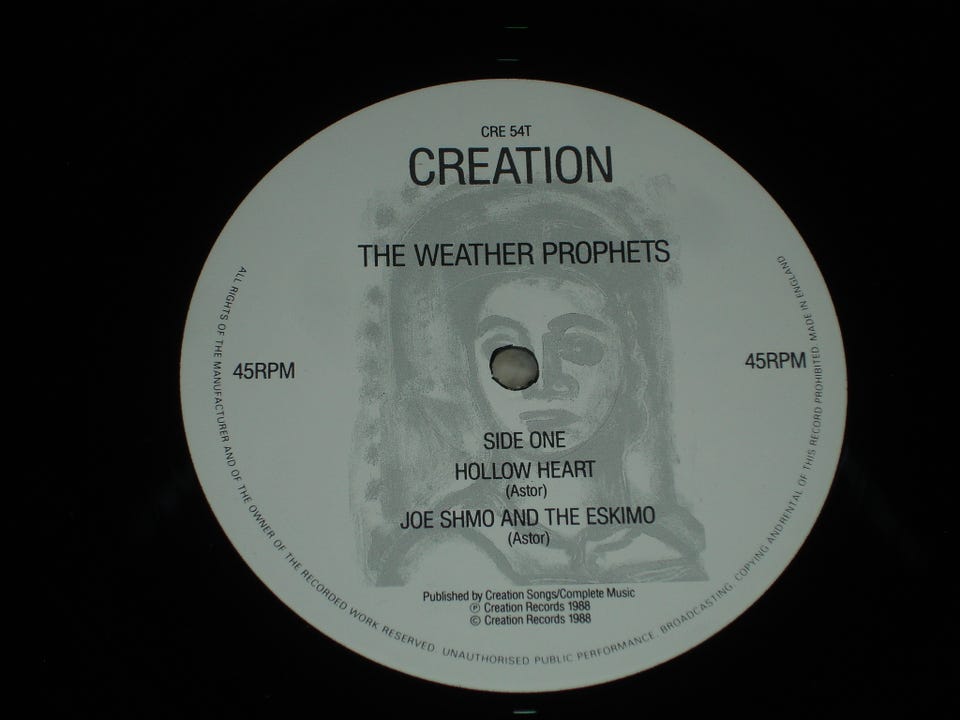 CRE 54T
CREATION
THE WEATHER PROPHETS
45RPM
45RPM
SIDE ONE
HOLLOW HEART
(Astor)
JOE SHMO AND THE ESKIMO
(Astor)
Published by Creation Songs/Complete Music
Ⓟ Creation Records 1988
© Creation Records 1988
ALL RIGHTS OF THE MANUFACTURER AND OF THE OWNER OF THE RECORDED WORK RESERVED. UNAUTHORISED PUBLIC PERFORMANCE. BROADCASTING. COPYING AND RENTAL OF THIS RECORD PROHIBITED. MADE IN ENGLAND